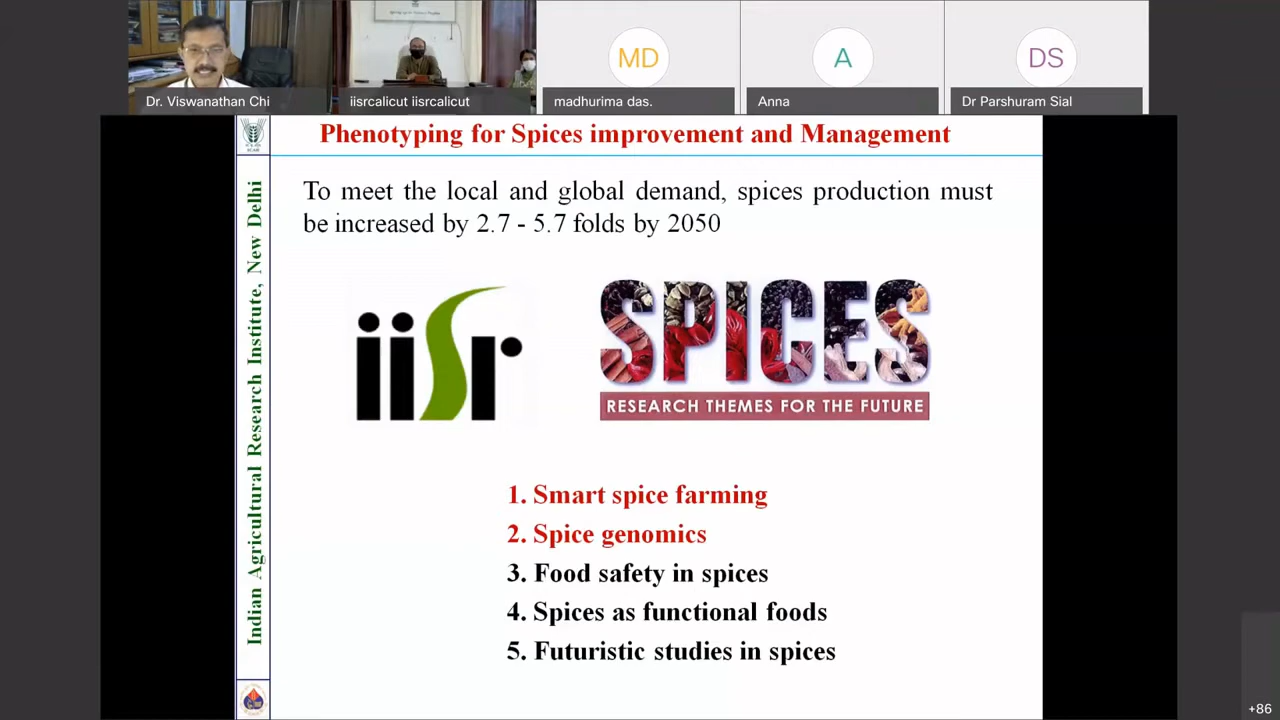 MD
A
DS
Dr. Viswanathan Chi
iisrcalicut iisrcalicut
madhurima das.
Anna
Dr Parshuram Sial
Phenotyping for Spices improvement and Management
Indian Agricultural Research Institute, New Delhi
To meet the local and global demand, spices production must
be increased by 2.7 - 5.7 folds by 2050
iisr
SPICES
RESEARCH THEMES FOR THE FUTURE
1. Smart spice farming
2. Spice genomics
3. Food safety in spices
4. Spices as functional foods
5. Futuristic studies in spices
+86